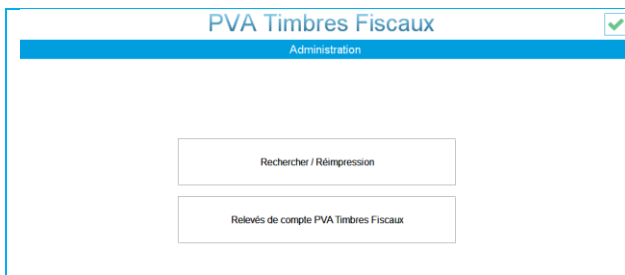 PVA Timbres Fiscaux
Administration
Rechercher / Réimpression
Relevés de compte PVA Timbres Fiscaux